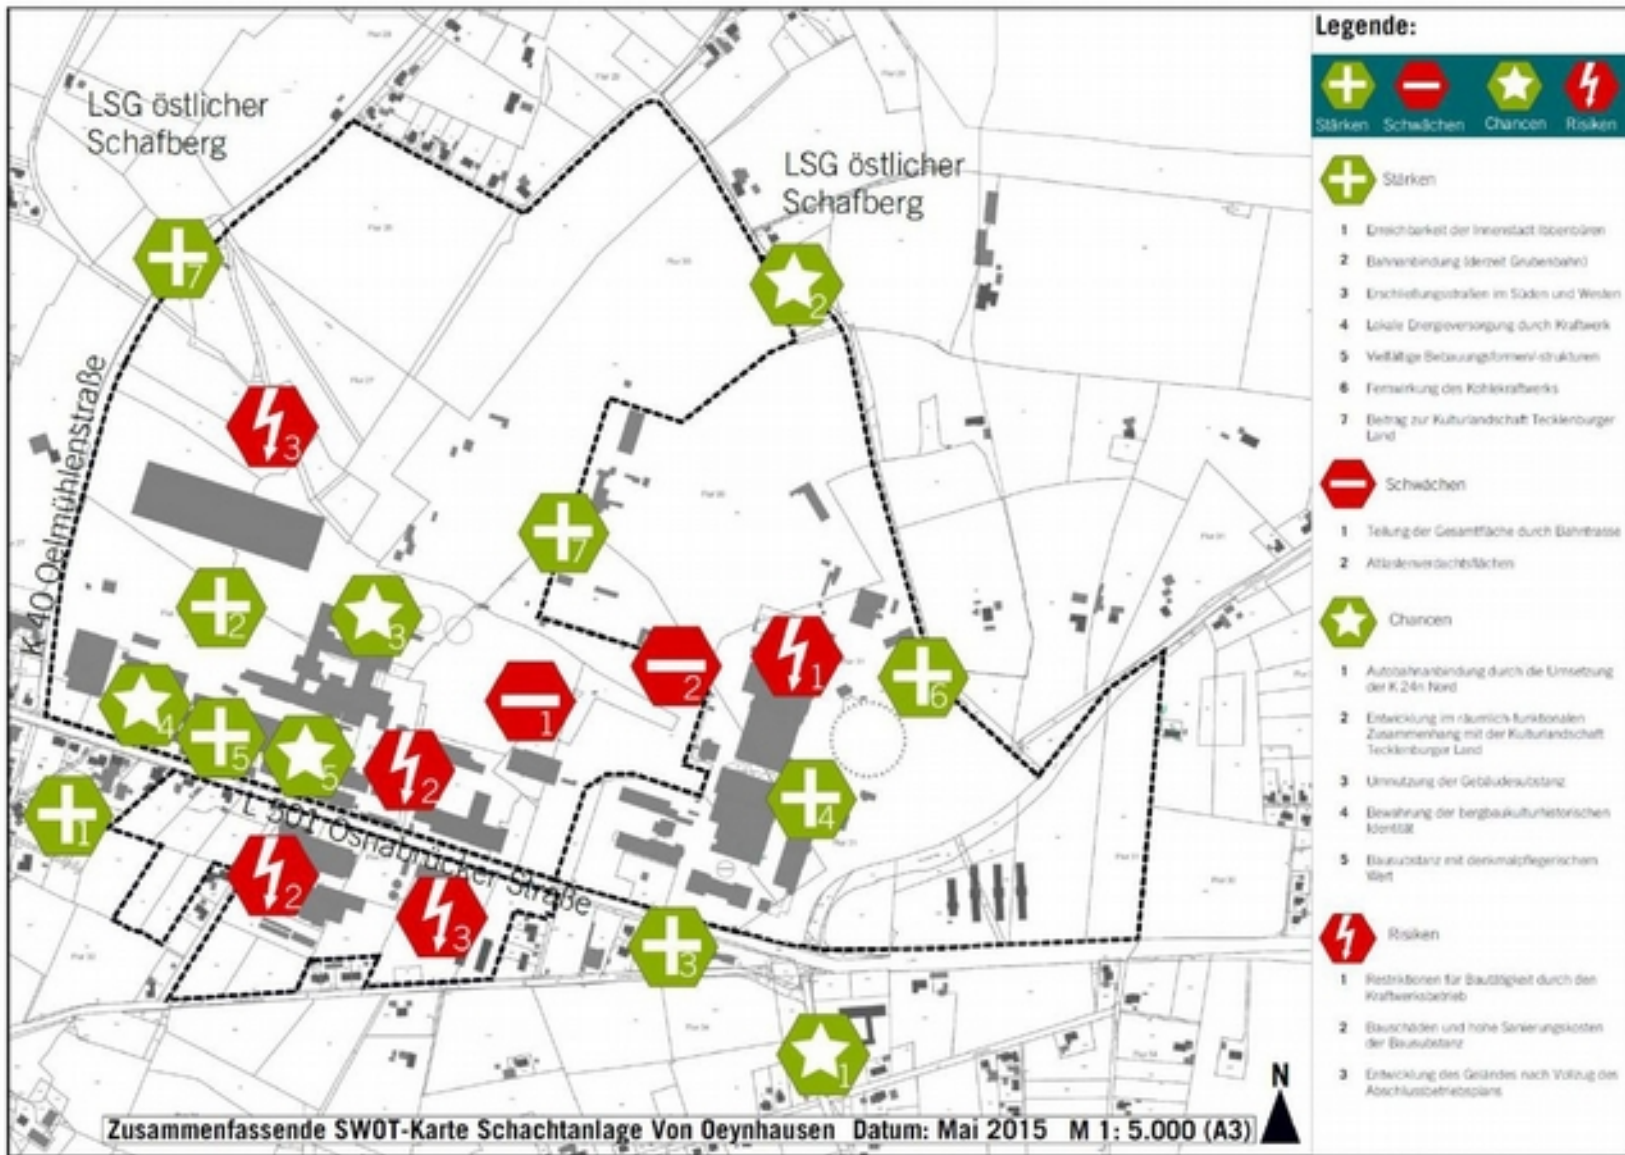 LSG östlicher
Schafberg
LSG östlicher
Schafberg
K 40 Oelmühlenstraße
L 501 Osnabrücker Straße
7
2
3
7
2
3
4
5
5
2
1
1
2
1
6
4
2
3
3
1
N
Zusammenfassende SWOT-Karte Schachtanlage Von Oeynhausen Datum: Mai 2015 M 1: 5.000 (A3)
Legende:
Stärken Schwächen Chancen Risiken
Stärken
1 Erreichbarkeit der Innenstadt Ibbenbüren
2 Bahnanbindung (derzeit Grubenbahn)
3 Erschließungsstraßen im Süden und Westen
4 Lokale Energieversorgung durch Kraftwerk
5 Vielfältige Bebauungsformen/-strukturen
6 Fernwirkung des Kohlekraftwerks
7 Beitrag zur Kulturlandschaft Tecklenburger
Land
Schwächen
1 Teilung der Gesamtfläche durch Bahntrasse
2 Altlastenverdachtsflächen
Chancen
1 Autobahnanbindung durch die Umsetzung
der K 24n Nord
2 Entwicklung im räumlich-funktionalen
Zusammenhang mit der Kulturlandschaft
Tecklenburger Land
3 Umnutzung der Gebäudesubstanz
4 Bewahrung der bergbaukulturhistorischen
Identität
5 Bausubstanz mit denkmalpflegerischem
Wert
Risiken
1 Restriktionen für Bautätigkeit durch den
Kraftwerksbetrieb
2 Bauschäden und hohe Sanierungskosten
der Bausubstanz
3 Entwicklung des Geländes nach Vollzug des
Abschlussbetriebsplans